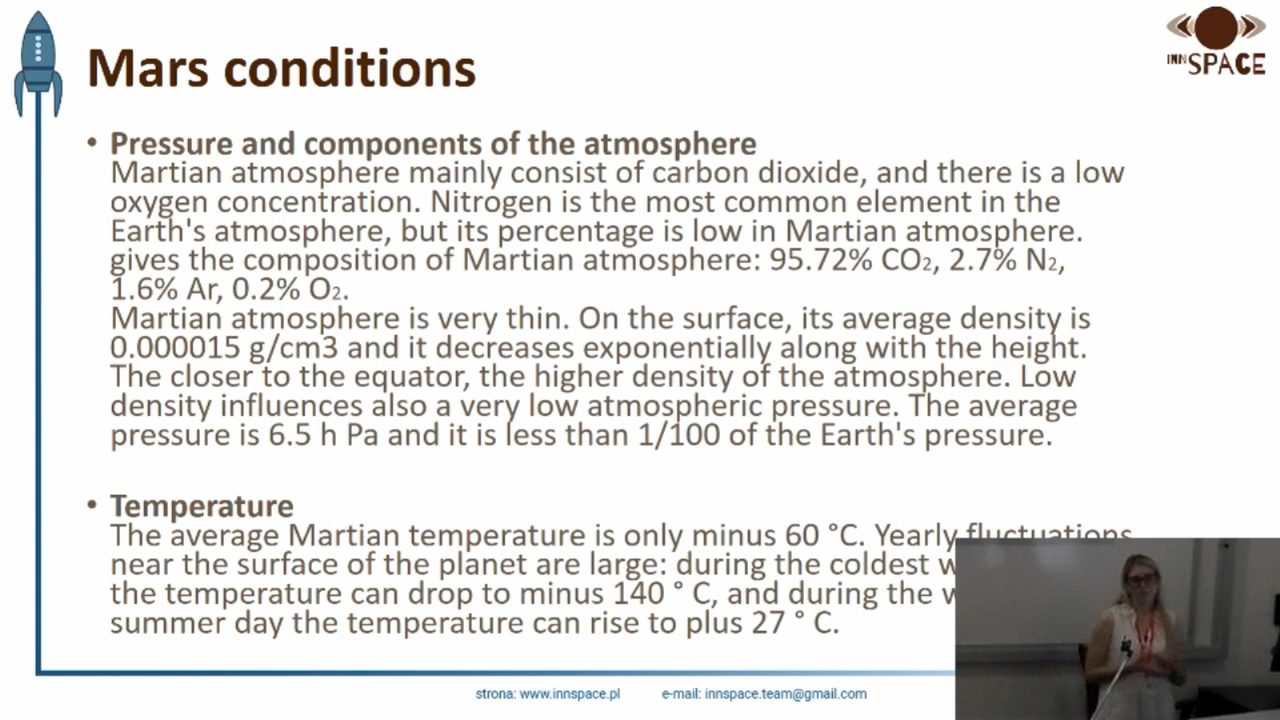 INN SPACE
Mars conditions
• Pressure and components of the atmosphere
Martian atmosphere mainly consist of carbon dioxide, and there is a low
oxygen concentration. Nitrogen is the most common element in the
Earth's atmosphere, but its percentage is low in Martian atmosphere.
gives the composition of Martian atmosphere: 95.72% CO₂, 2.7% N₂,
1.6% Ar, 0.2% O₂.
Martian atmosphere is very thin. On the surface, its average density is
0.000015 g/cm3 and it decreases exponentially along with the height.
The closer to the equator, the higher density of the atmosphere. Low
density influences also a very low atmospheric pressure. The average
pressure is 6.5 h Pa and it is less than 1/100 of the Earth's pressure.
• Temperature
The average Martian temperature is only minus 60 °C. Yearly fluctuations
near the surface of the planet are large: during the coldest
the temperature can drop to minus 140 ° C, and during the
summer day the temperature can rise to plus 27 ° C.
strona: www.innspace.pl e-mail: innspace.team@gmail.com